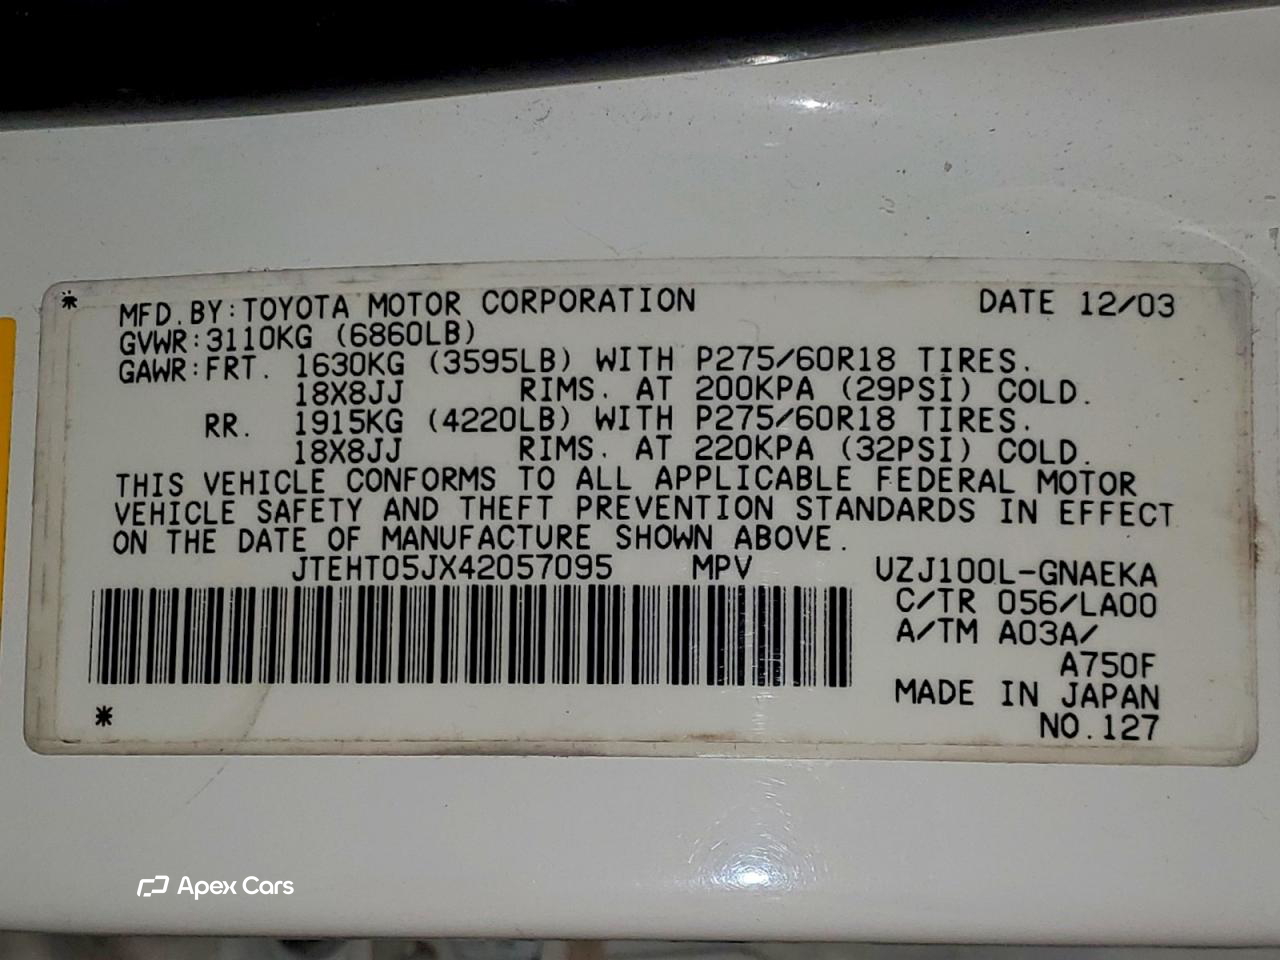 MFD. BY: TOYOTA MOTOR CORPORATION DATE 12/03
GVWR: 3110KG (6860LB)
GAWR: FRT. 1630KG (3595LB) WITH P275/60R18 TIRES.
18X8JJ RIMS. AT 200KPA (29PSI) COLD.
RR. 1915KG (4220LB) WITH P275/60R18 TIRES.
18X8JJ RIMS. AT 220KPA (32PSI) COLD.
THIS VEHICLE CONFORMS TO ALL APPLICABLE FEDERAL MOTOR
VEHICLE SAFETY AND THEFT PREVENTION STANDARDS IN EFFECT
ON THE DATE OF MANUFACTURE SHOWN ABOVE.
JTEHT05JX42057095 MPV UZJ100L-GNAEKA
C/TR 056/LA00
A/TM A03A/
A750F
MADE IN JAPAN
NO.127
Apex Cars